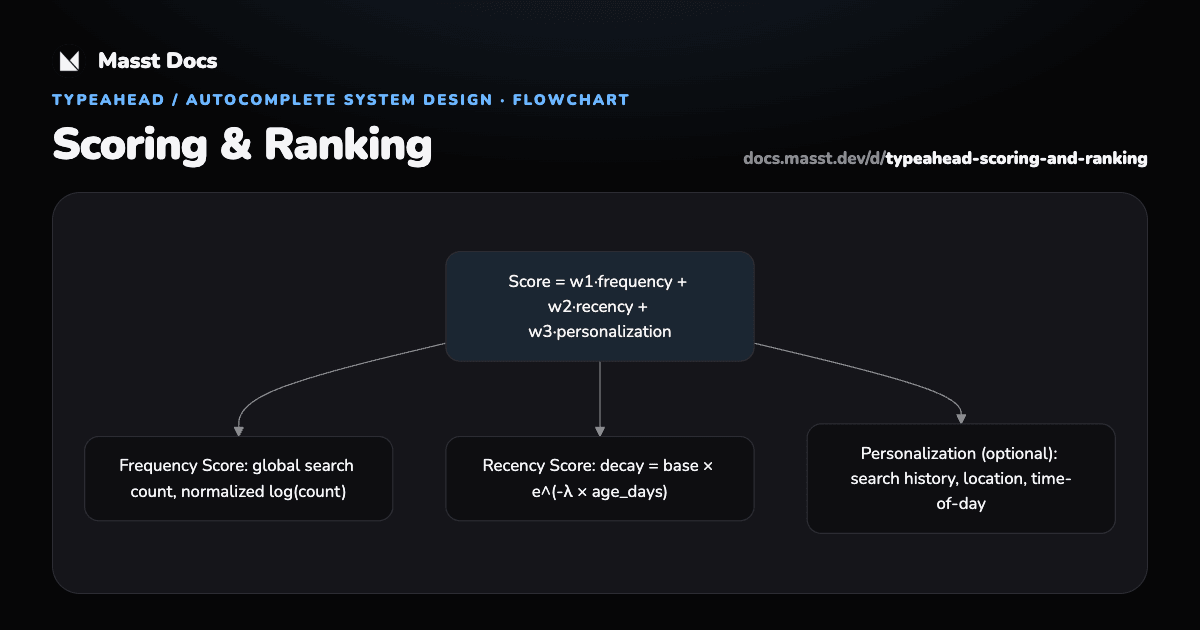 Masst Docs
TYPEAHEAD / AUTOCOMPLETE SYSTEM DESIGN · FLOWCHART
Scoring & Ranking
docs.masst.dev/d/typeahead-scoring-and-ranking
Score = w1·frequency +
w2·recency +
w3·personalization
Frequency Score: global search
count, normalized log(count)
Recency Score: decay = base ×
e^(-λ × age_days)
Personalization (optional):
search history, location, time-
of-day